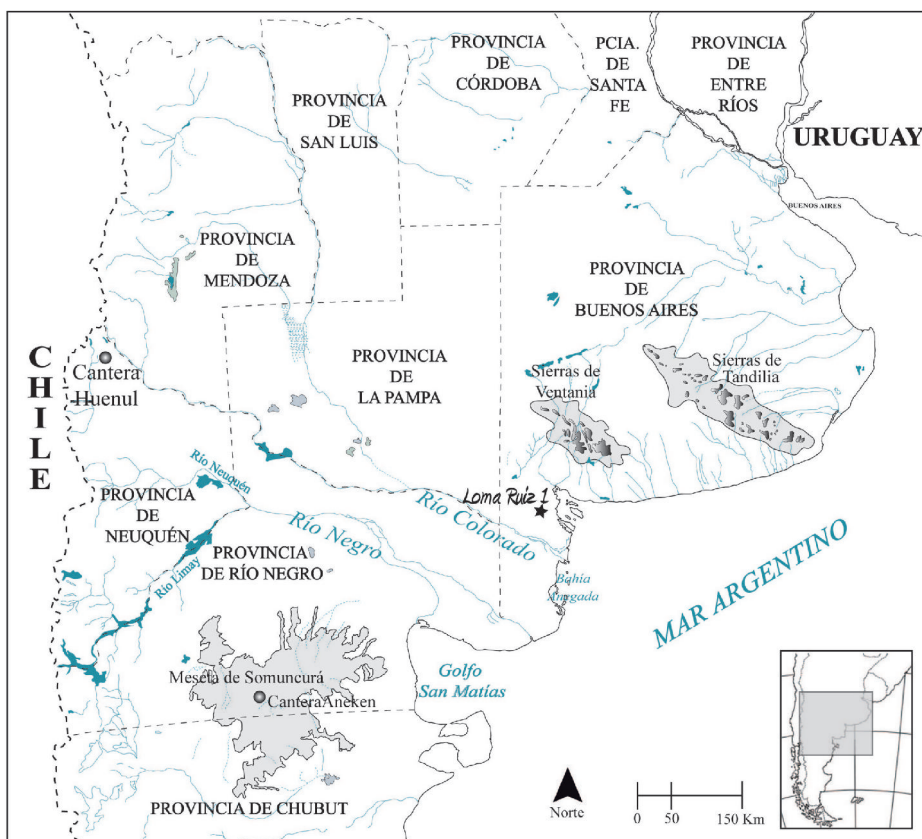 PROVINCIA
DE
CÓRDOBA
PCIA.
DE
SANTA
FE
PROVINCIA
DE
ENTRE
RÍOS
URUGUAY
PROVINCIA
DE
SAN LUIS
BUENOS AIRES
PROVINCIA
DE
MENDOZA
PROVINCIA
DE
BUENOS AIRES
CHILE
Cantera
Huenul
PROVINCIA
DE
LA PAMPA
Sierras de
Ventania
Sierras de
Tandilia
Río Neuquén
Loma Ruiz 1
PROVINCIA
DE
NEUQUÉN
Río Colorado
Río Negro
Río Limay
PROVINCIA
DE RÍO NEGRO
Bahía
Anegada
MAR ARGENTINO
Meseta de Somuncurá
Cantera Aneken
Golfo
San Matías
PROVINCIA DE CHUBUT
Norte
0 50 150 Km